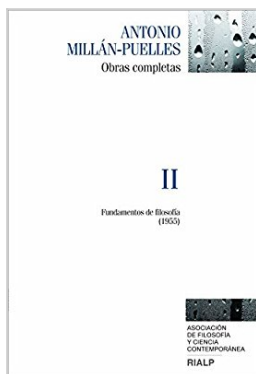 ANTONIO
MILLÁN-PUELLES
Obras completas
II
Fundamentos de filosofía
(1955)
ASOCIACIÓN
DE FILOSOFÍA
Y CIENCIA
CONTEMPORÁNEA
RIALP